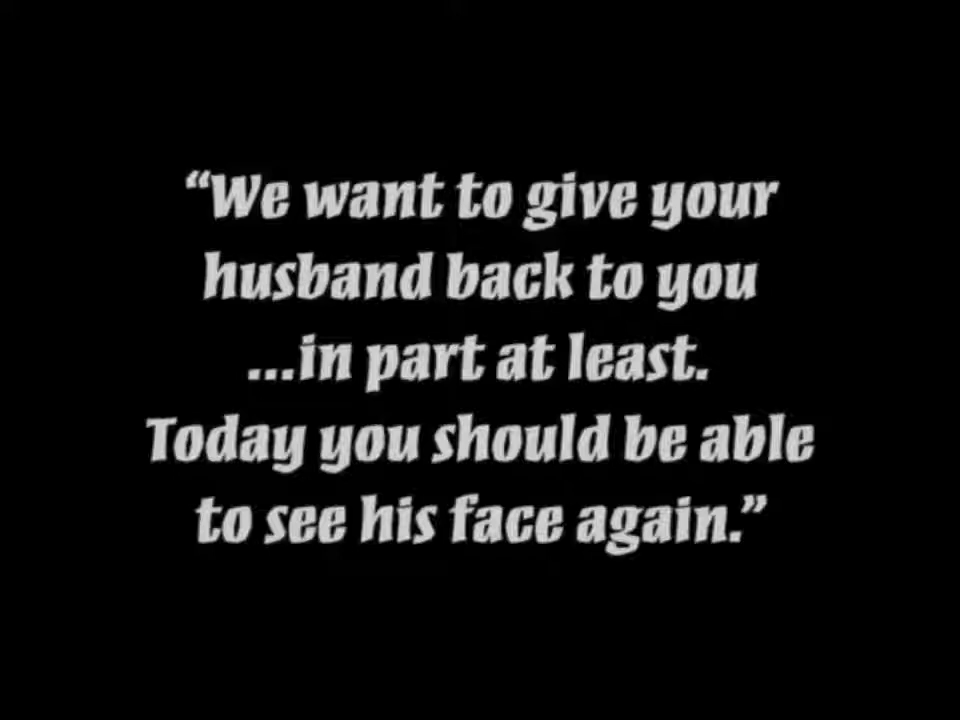 “We want to give your
husband back to you
...in part at least.
Today you should be able
to see his face again.”